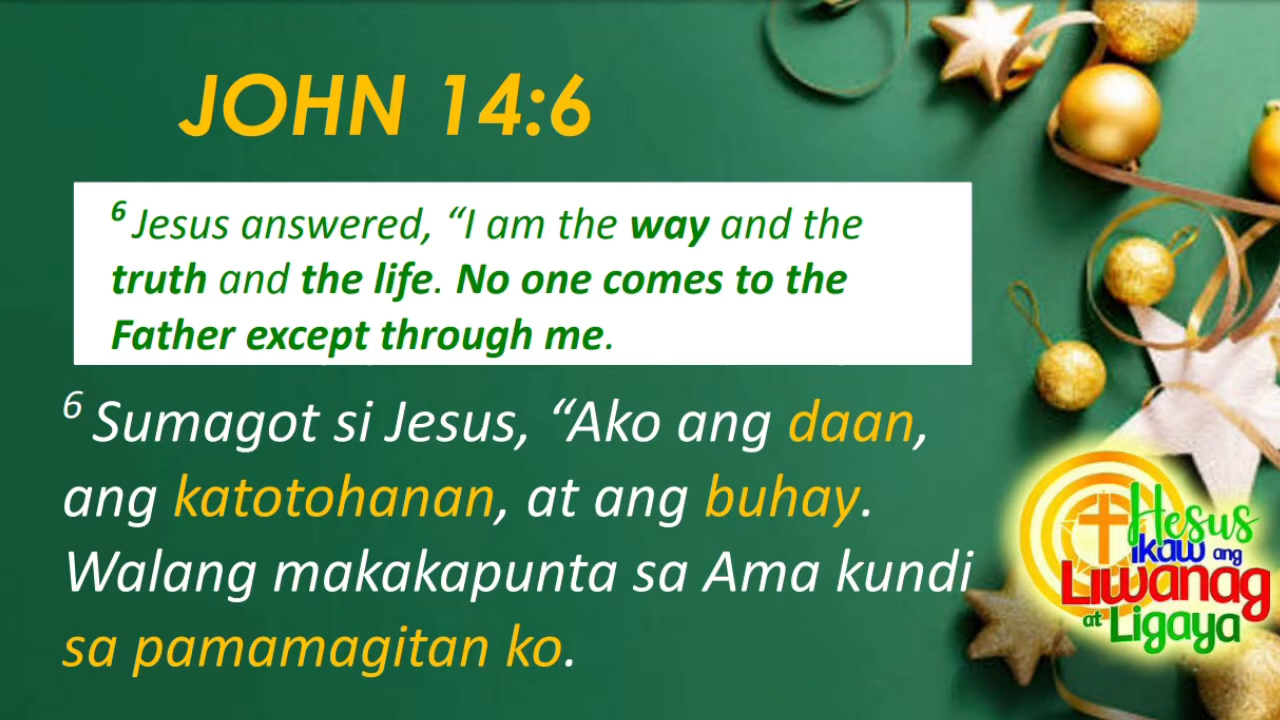 JOHN 14:6
6 Jesus answered, “I am the way and the
truth and the life. No one comes to the
Father except through me.
6 Sumagot si Jesus, “Ako ang daan,
ang katotohanan, at ang buhay.
Walang makakapunta sa Ama kundi
sa pamamagitan ko.
Hesus
ikaw ang
Liwanag
at Ligaya